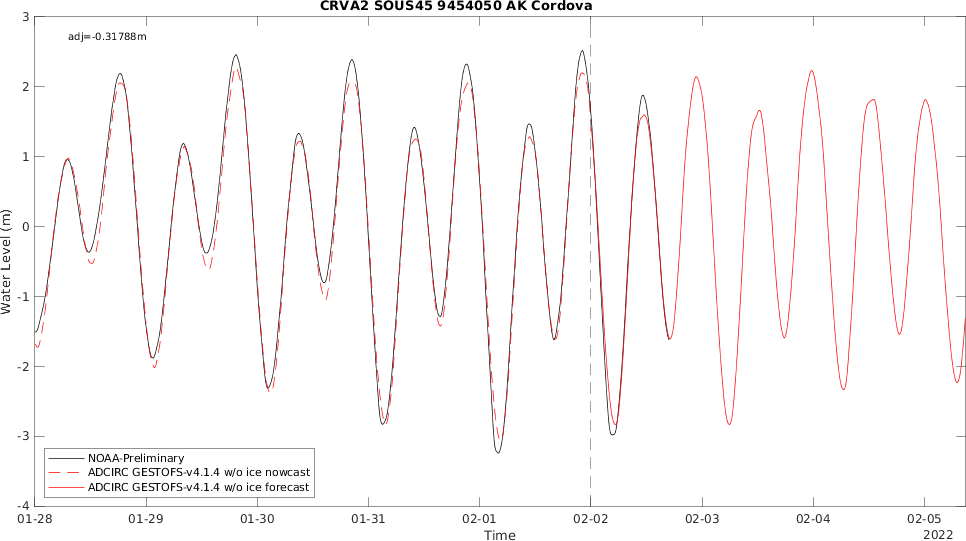 CRVA2 SOUS45 9454050 AK Cordova
adj=-0.31788m
3
2
1
0
-1
-2
-3
-4
Water Level (m)
NOAA-Preliminary
ADCIRC GESTOFS-v4.1.4 w/o ice nowcast
ADCIRC GESTOFS-v4.1.4 w/o ice forecast
01-28 01-29 01-30 01-31 02-01 02-02 02-03 02-04 02-05
Time
2022